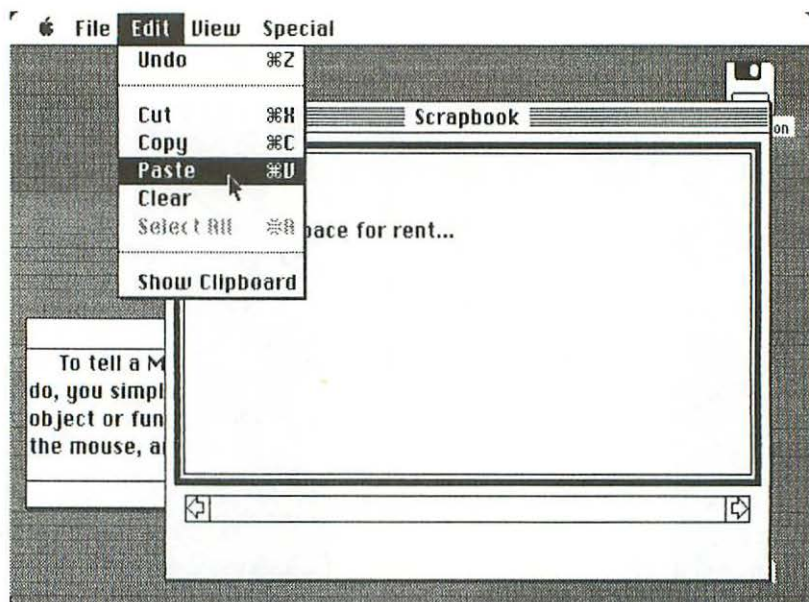 File Edit View Special
Undo ⌘Z
Cut ⌘X
Copy ⌘C
Paste ⌘V
Clear
Select All ⌘A
Show Clipboard
Scrapbook
on
pace for rent...
To tell a M
do, you simpl
object or fun
the mouse, a